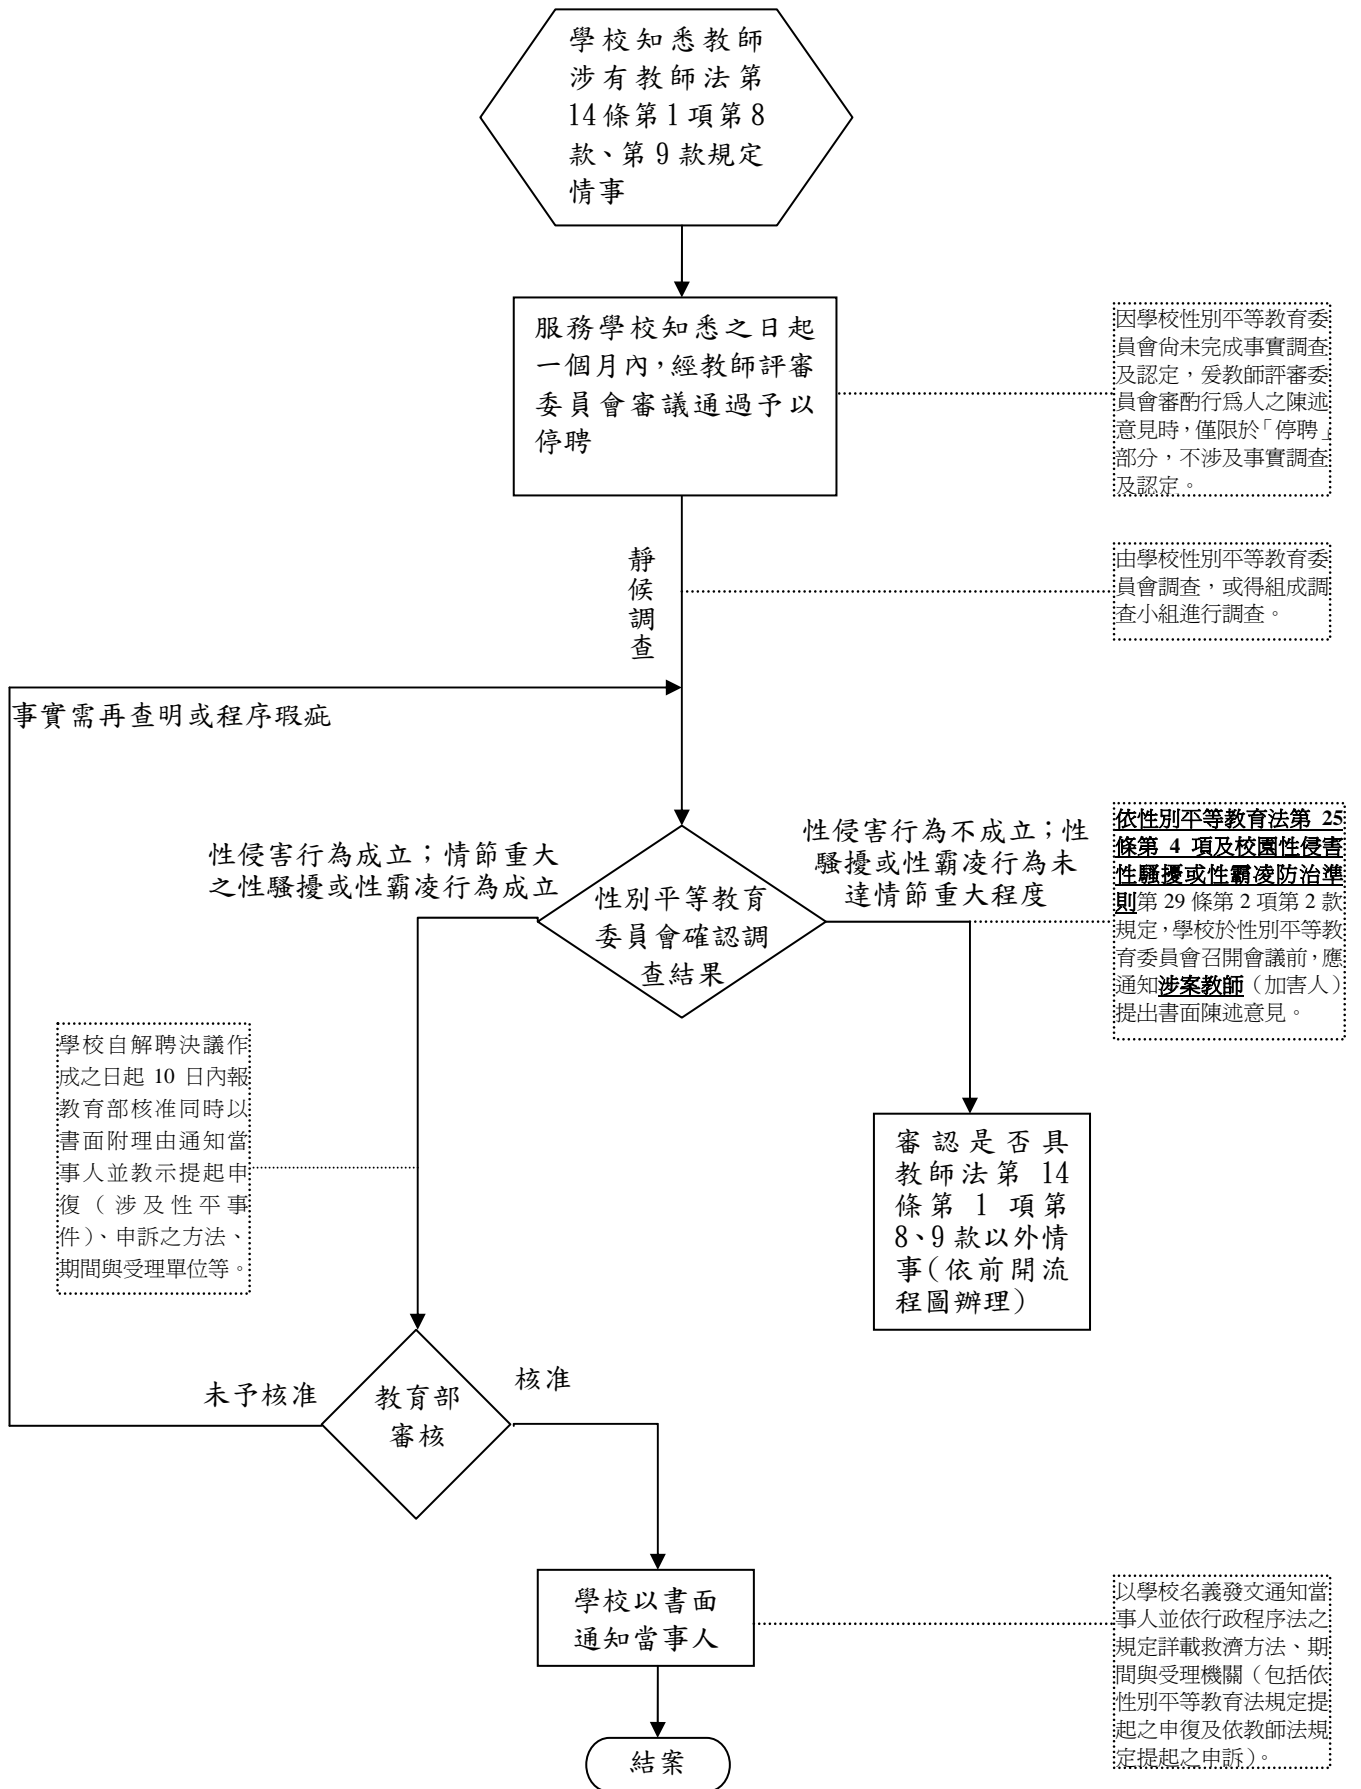 學校知悉教師
涉有教師法第
14條第1項第8
款、第9款規定
情事
服務學校知悉之日起
一個月內，經教師評審
委員會審議通過予以
停聘
因學校性別平等教育委
員會尚未完成事實調查
及認定，爰教師評審委
員會審酌行為人之陳述
意見時，僅限於「停聘」
部分，不涉及事實調查
及認定。
靜候調查
由學校性別平等教育委
員會調查，或得組成調
查小組進行調查。
事實需再查明或程序瑕疵
性侵害行為成立；情節重大
之性騷擾或性霸凌行為成立
性別平等教育
委員會確認調
查結果
性侵害行為不成立；性
騷擾或性霸凌行為未
達情節重大程度
依性別平等教育法第 25
條第 4 項及校園性侵害
性騷擾或性霸凌防治準
則第 29 條第 2 項第 2 款
規定，學校於性別平等教
育委員會召開會議前，應
通知涉案教師（加害人）
提出書面陳述意見。
學校自解聘決議作
成之日起 10 日內報
教育部核准同時以
書面附理由通知當
事人並教示提起申
復（涉及性平事
件）、申訴之方法、
期間與受理單位等。
審認是否具
教師法第 14
條第 1 項第
8、9款以外情
事(依前開流
程圖辦理)
未予核准
教育部
審核
核准
學校以書面
通知當事人
以學校名義發文通知當
事人並依行政程序法之
規定詳載救濟方法、期
間與受理機關（包括依
性別平等教育法規定提
起之申復及依教師法規
定提起之申訴）。
結案